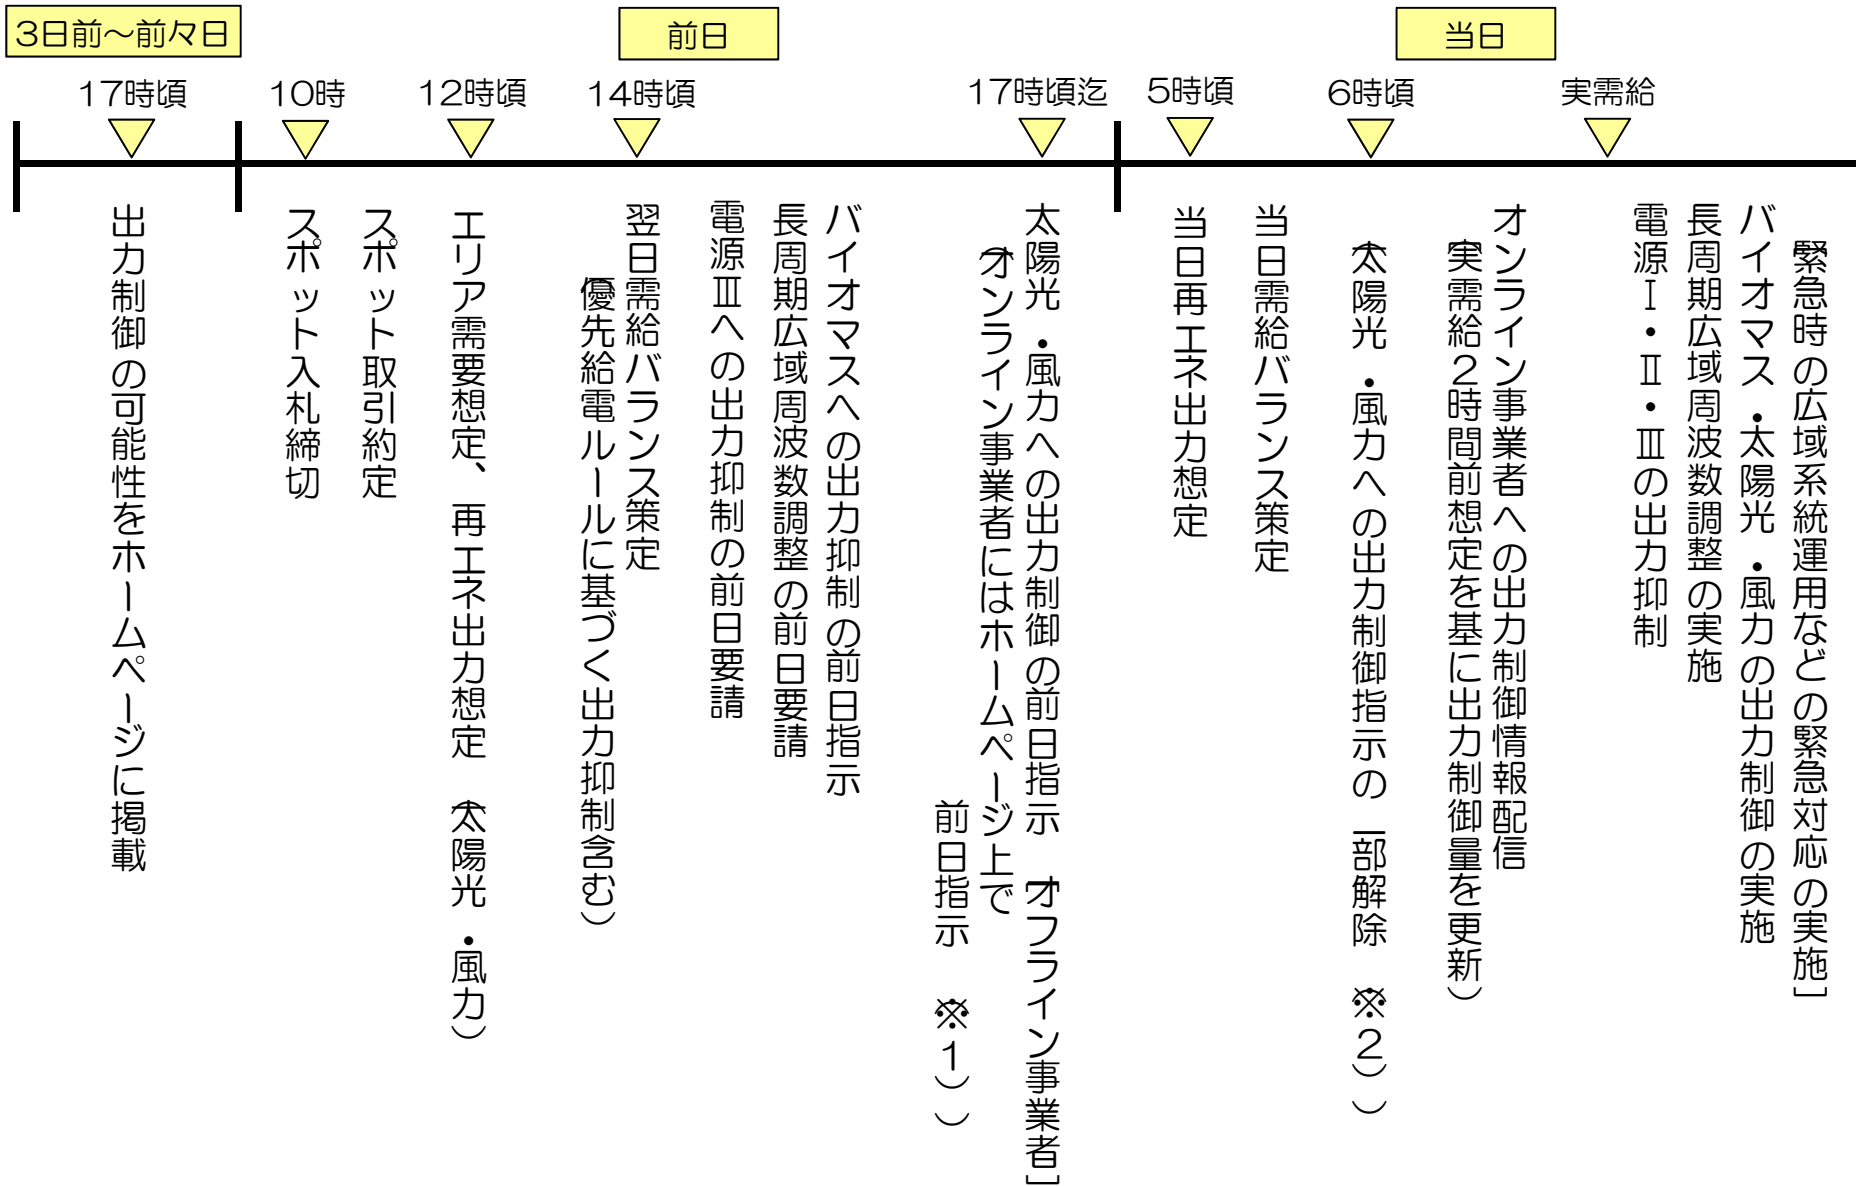 3日前～前々日
前日
当日
17時頃
10時
12時頃
14時頃
17時頃迄
5時頃
6時頃
実需給
出力制御の可能性をホームページに掲載
スポット入札締切
スポット取引約定
エリア需要想定、再エネ出力想定（太陽光・風力）
翌日需給バランス策定
（優先給電ルールに基づく出力抑制含む）
電源Ⅲへの出力抑制の前日要請
長周期広域周波数調整の前日要請
バイオマスへの出力抑制の前日指示
太陽光・風力への出力制御の前日指示［オフライン事業者］
（オンライン事業者にはホームページ上で
前日指示（※1））
当日再エネ出力想定
当日需給バランス策定
（太陽光・風力への出力制御指示の一部解除（※2））
オンライン事業者への出力制御情報配信
（実需給2時間前想定を基に出力制御量を更新）
電源Ⅰ・Ⅱ・Ⅲの出力抑制
長周期広域周波数調整の実施
バイオマス・太陽光・風力の出力制御の実施
［緊急時の広域系統運用などの緊急対応の実施］